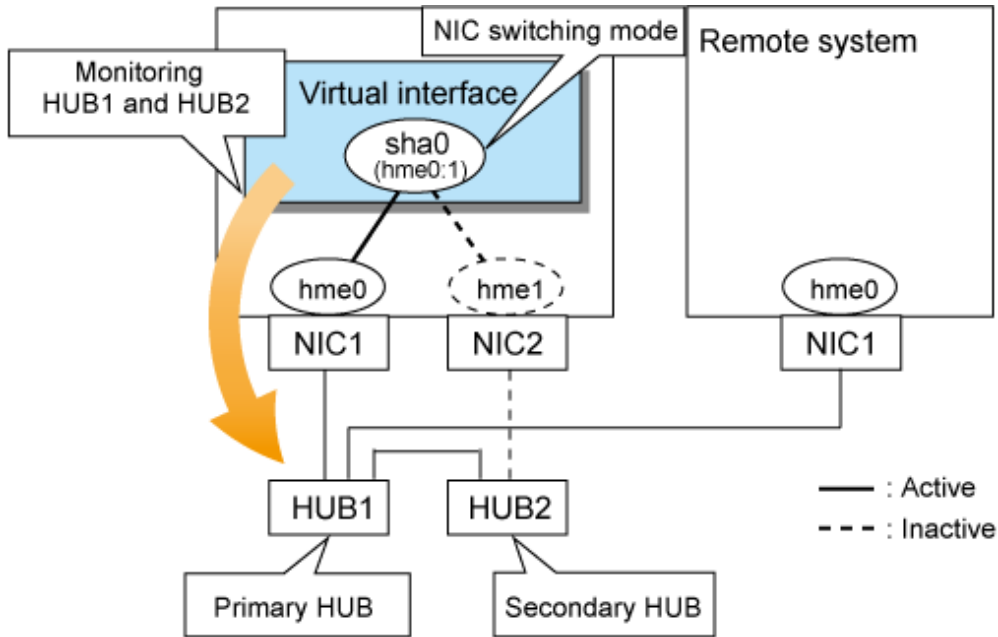 NIC switching mode
Remote system
Monitoring
HUB1 and HUB2
Virtual interface
sha0
(hme0:1)
hme0
hme1
hme0
NIC1
NIC2
NIC1
HUB1
HUB2
: Active
: Inactive
Primary HUB
Secondary HUB